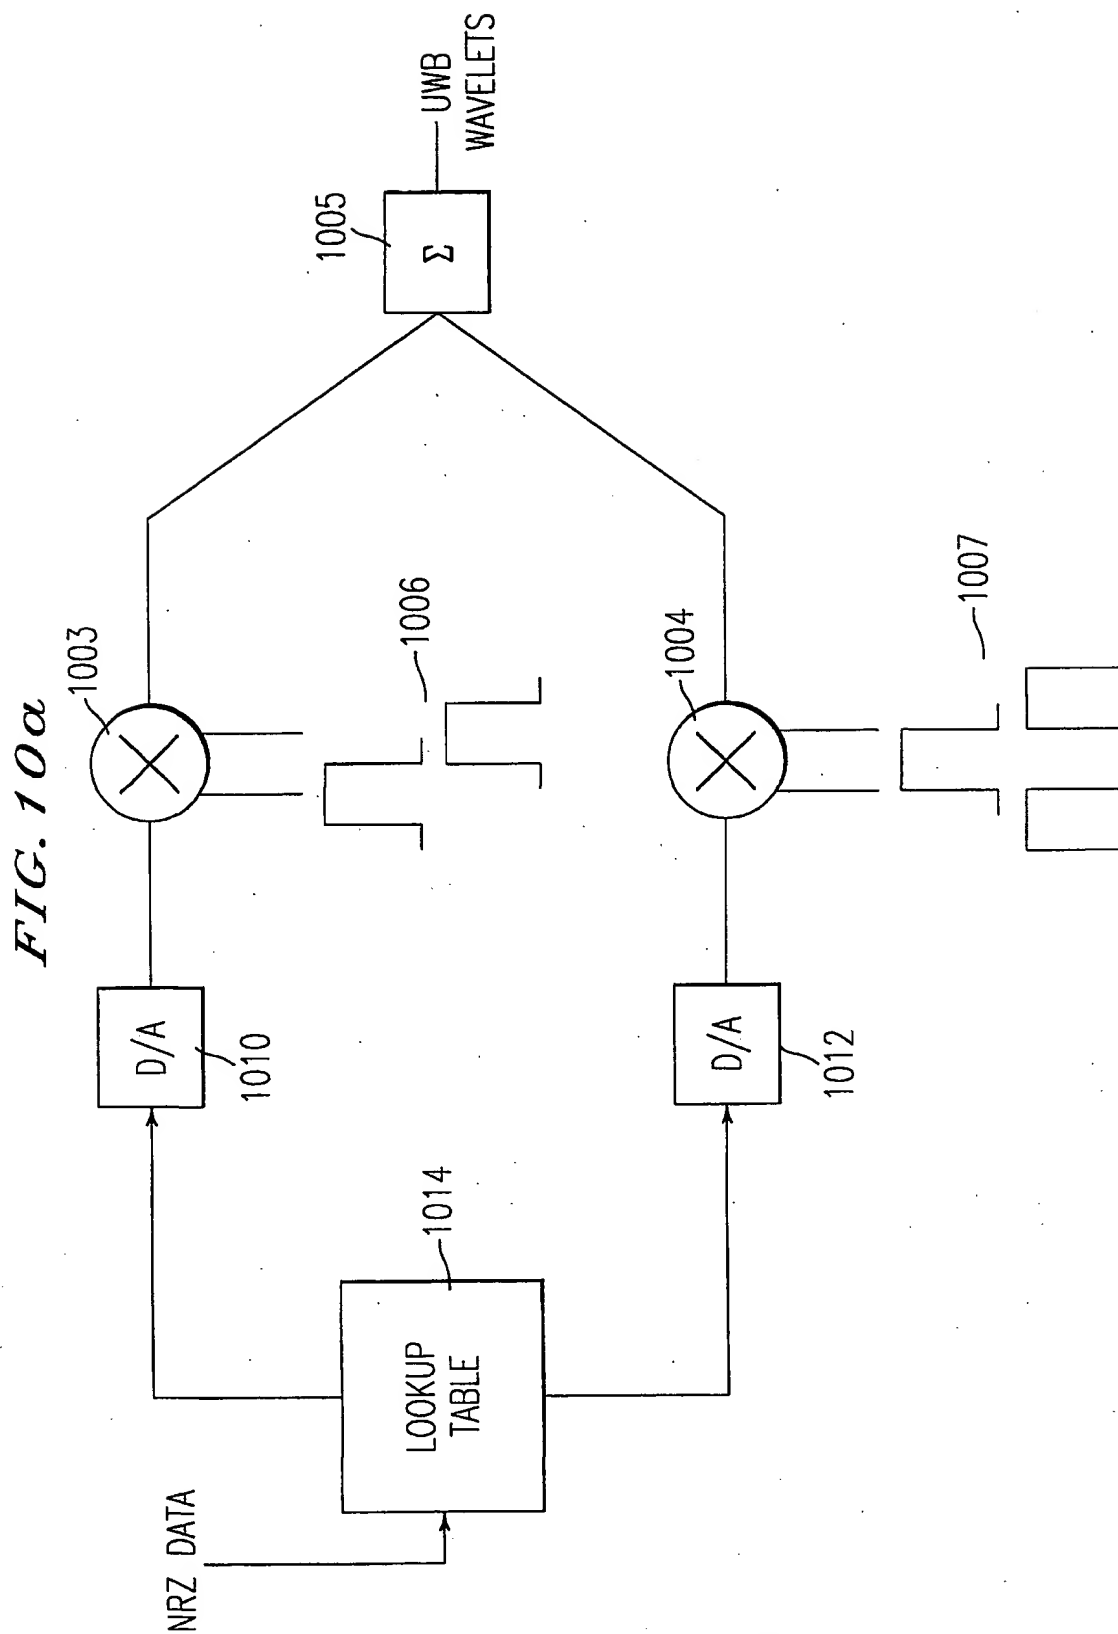 FIG. 10a
NRZ DATA
LOOKUP
TABLE
1014
D/A
1010
D/A
1012
1003
1006
1004
1007
Σ
1005
UWB
WAVELETS